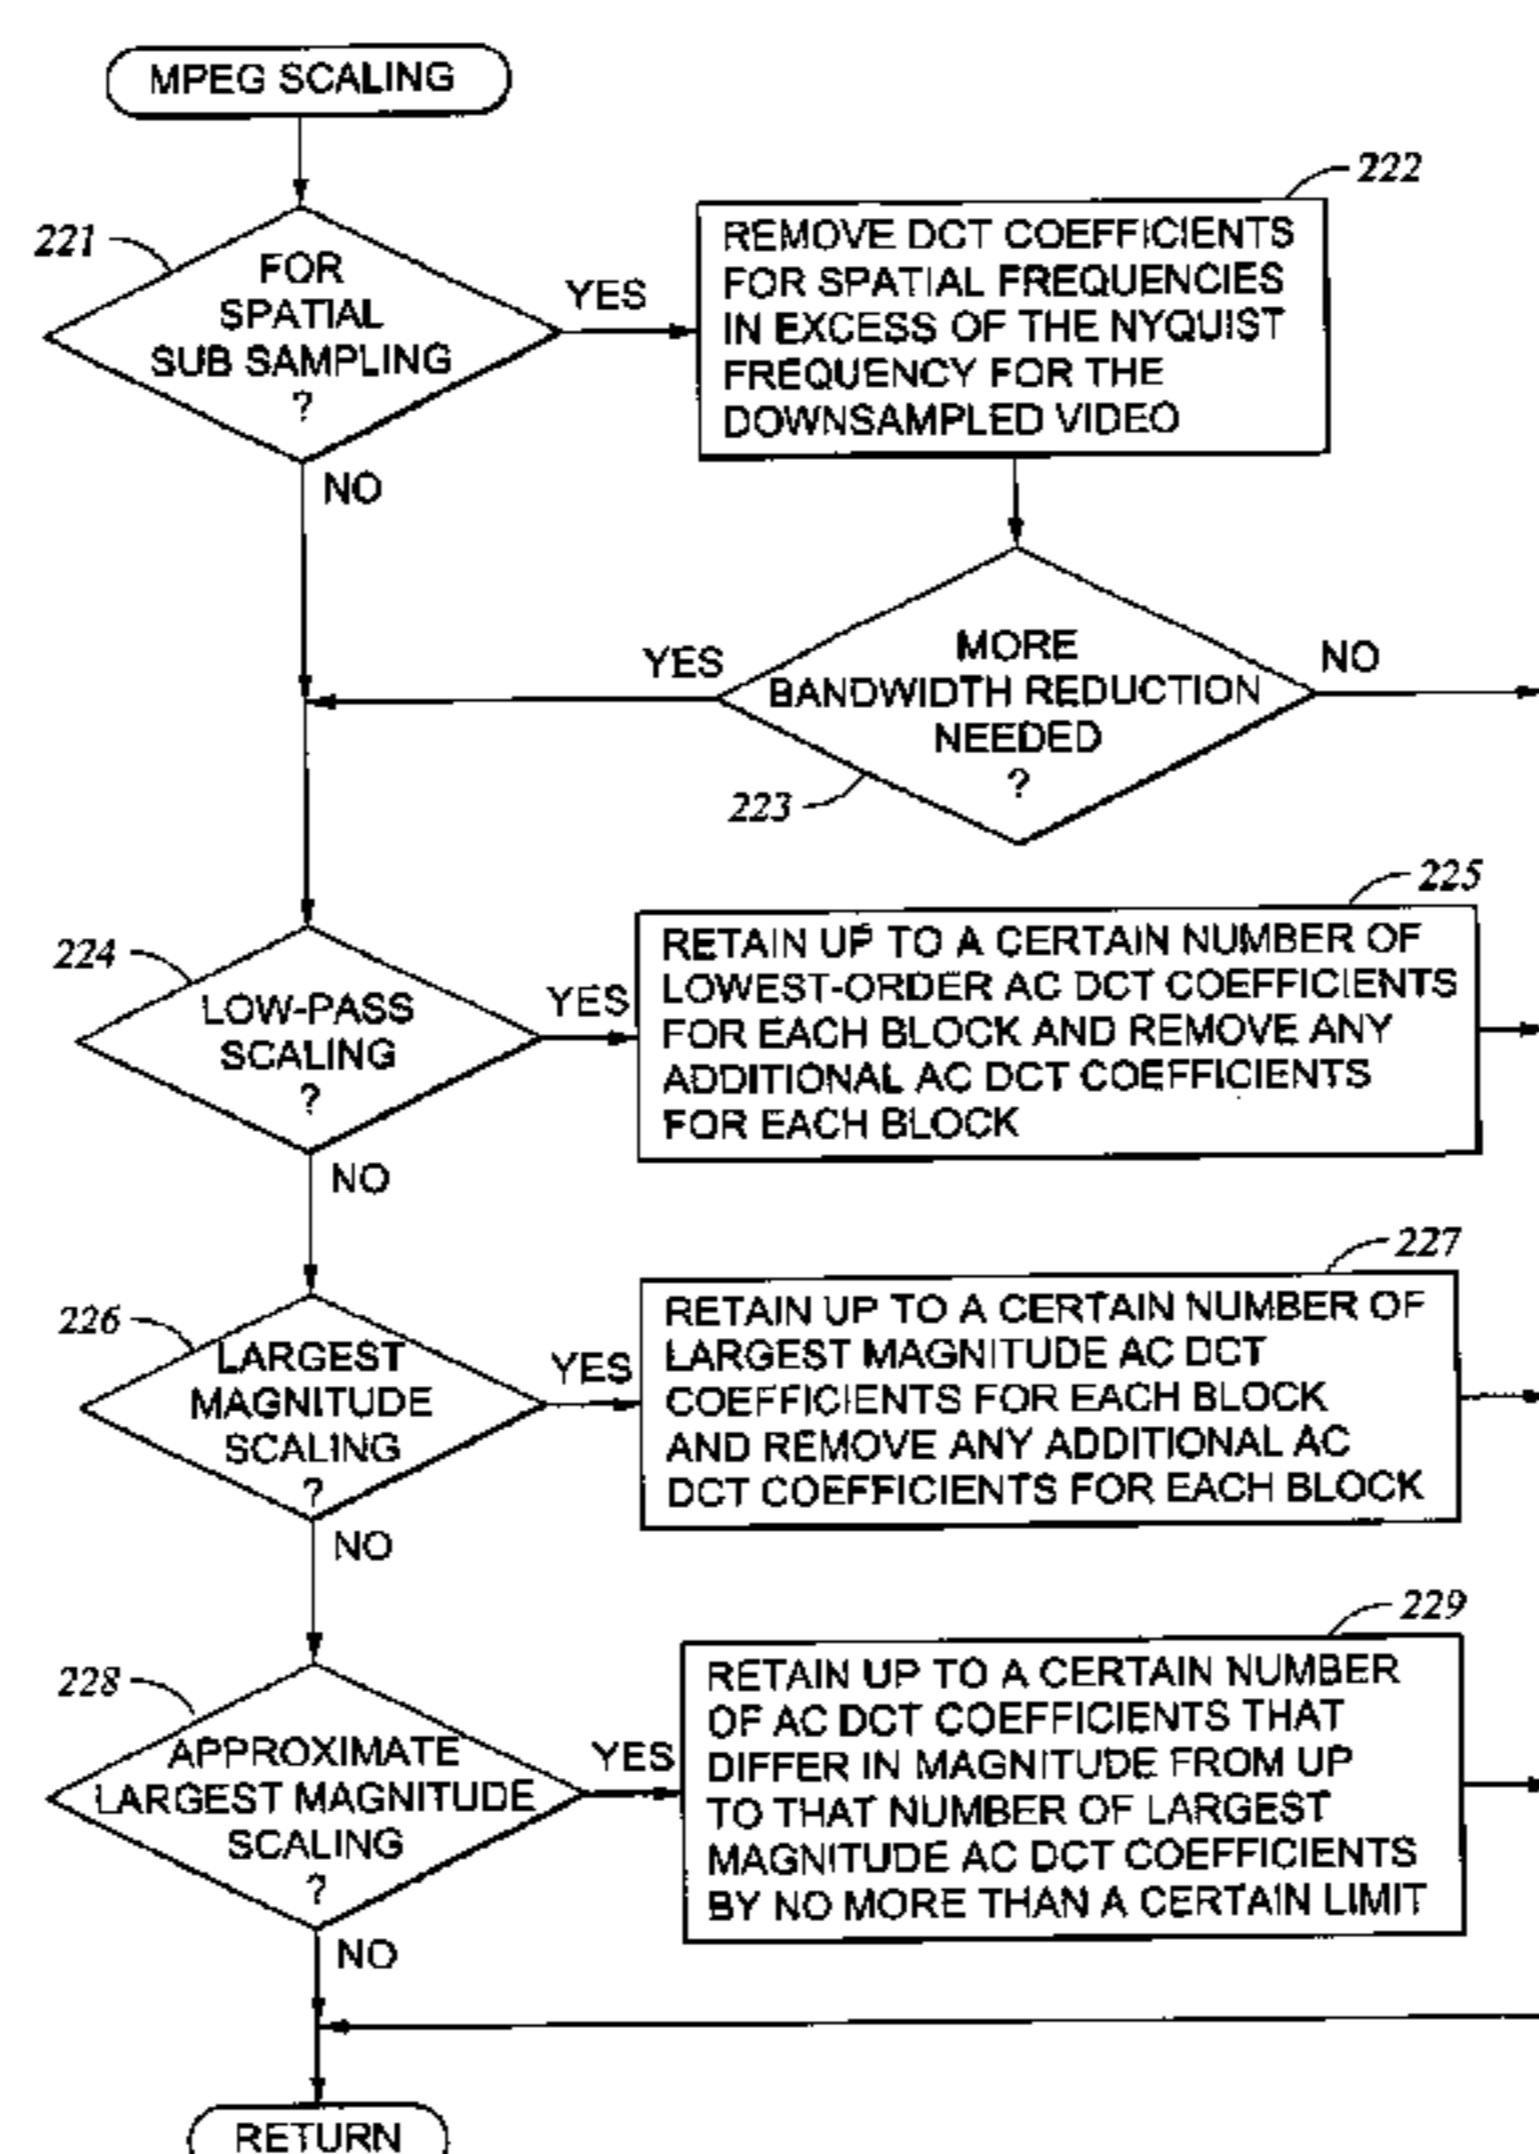 MPEG SCALING
222
221
FOR
SPATIAL
SUB SAMPLING
?
YES
REMOVE DCT COEFFICIENTS
FOR SPATIAL FREQUENCIES
IN EXCESS OF THE NYQUIST
FREQUENCY FOR THE
DOWNSAMPLED VIDEO
NO
YES
MORE
BANDWIDTH REDUCTION
NEEDED
?
NO
223
225
224
LOW-PASS
SCALING
?
YES
RETAIN UP TO A CERTAIN NUMBER OF
LOWEST-ORDER AC DCT COEFFICIENTS
FOR EACH BLOCK AND REMOVE ANY
ADDITIONAL AC DCT COEFFICIENTS
FOR EACH BLOCK
NO
227
226
LARGEST
MAGNITUDE
SCALING
?
YES
RETAIN UP TO A CERTAIN NUMBER OF
LARGEST MAGNITUDE AC DCT
COEFFICIENTS FOR EACH BLOCK
AND REMOVE ANY ADDITIONAL AC
DCT COEFFICIENTS FOR EACH BLOCK
NO
229
228
APPROXIMATE
LARGEST MAGNITUDE
SCALING
?
YES
RETAIN UP TO A CERTAIN NUMBER
OF AC DCT COEFFICIENTS THAT
DIFFER IN MAGNITUDE FROM UP
TO THAT NUMBER OF LARGEST
MAGNITUDE AC DCT COEFFICIENTS
BY NO MORE THAN A CERTAIN LIMIT
NO
RETURN